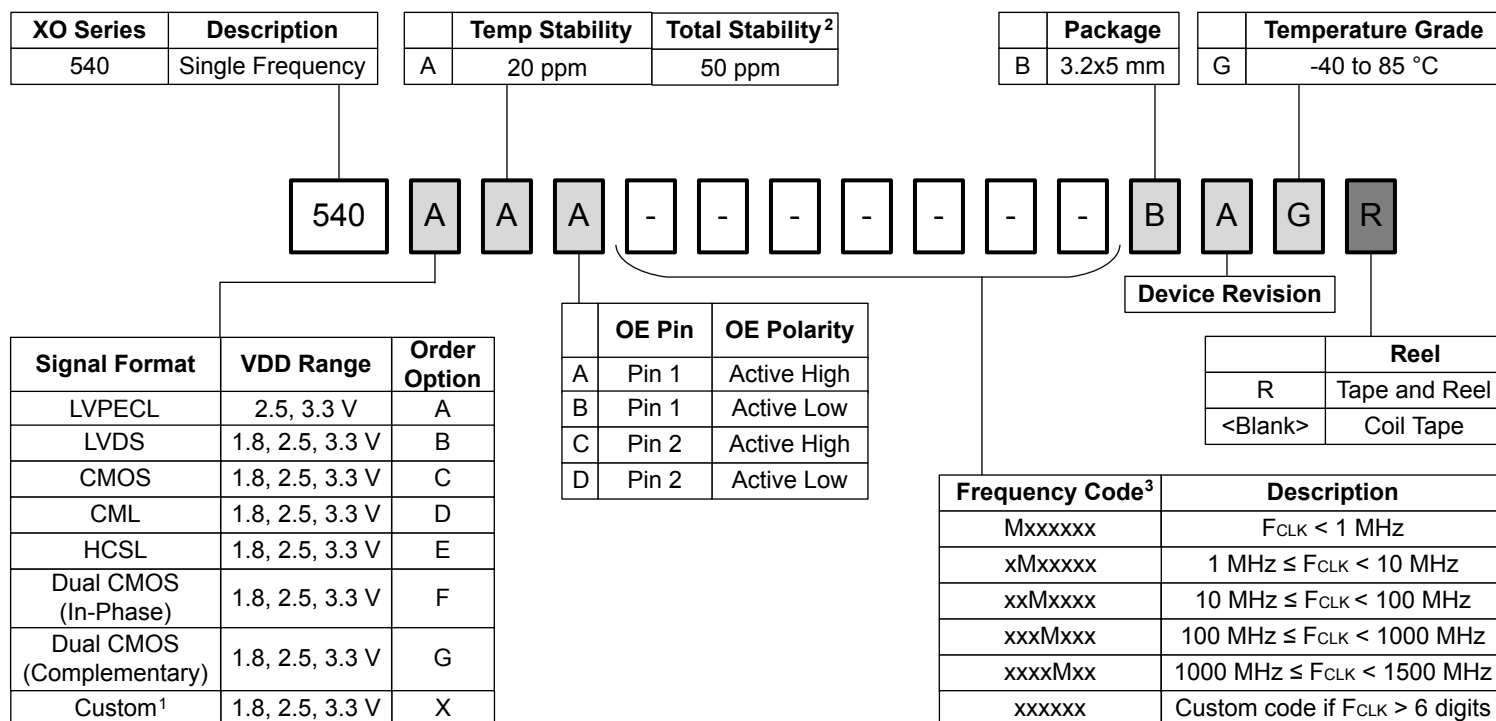 XO Series Description
540 Single Frequency
Temp Stability Total Stability²
A 20 ppm 50 ppm
Package
B 3.2x5 mm
Temperature Grade
G -40 to 85 °C
540 A A A - - - - - - - B A G R
Device Revision
Signal Format VDD Range Order Option
LVPECL 2.5, 3.3 V A
LVDS 1.8, 2.5, 3.3 V B
CMOS 1.8, 2.5, 3.3 V C
CML 1.8, 2.5, 3.3 V D
HCSL 1.8, 2.5, 3.3 V E
Dual CMOS (In-Phase) 1.8, 2.5, 3.3 V F
Dual CMOS (Complementary) 1.8, 2.5, 3.3 V G
Custom¹ 1.8, 2.5, 3.3 V X
OE Pin OE Polarity
A Pin 1 Active High
B Pin 1 Active Low
C Pin 2 Active High
D Pin 2 Active Low
Reel
R Tape and Reel
<Blank> Coil Tape
Frequency Code³ Description
Mxxxxxx FCLK < 1 MHz
xMxxxxx 1 MHz ≤ FCLK < 10 MHz
xxMxxxx 10 MHz ≤ FCLK < 100 MHz
xxxMxxx 100 MHz ≤ FCLK < 1000 MHz
xxxxMxx 1000 MHz ≤ FCLK < 1500 MHz
xxxxxx Custom code if FCLK > 6 digits